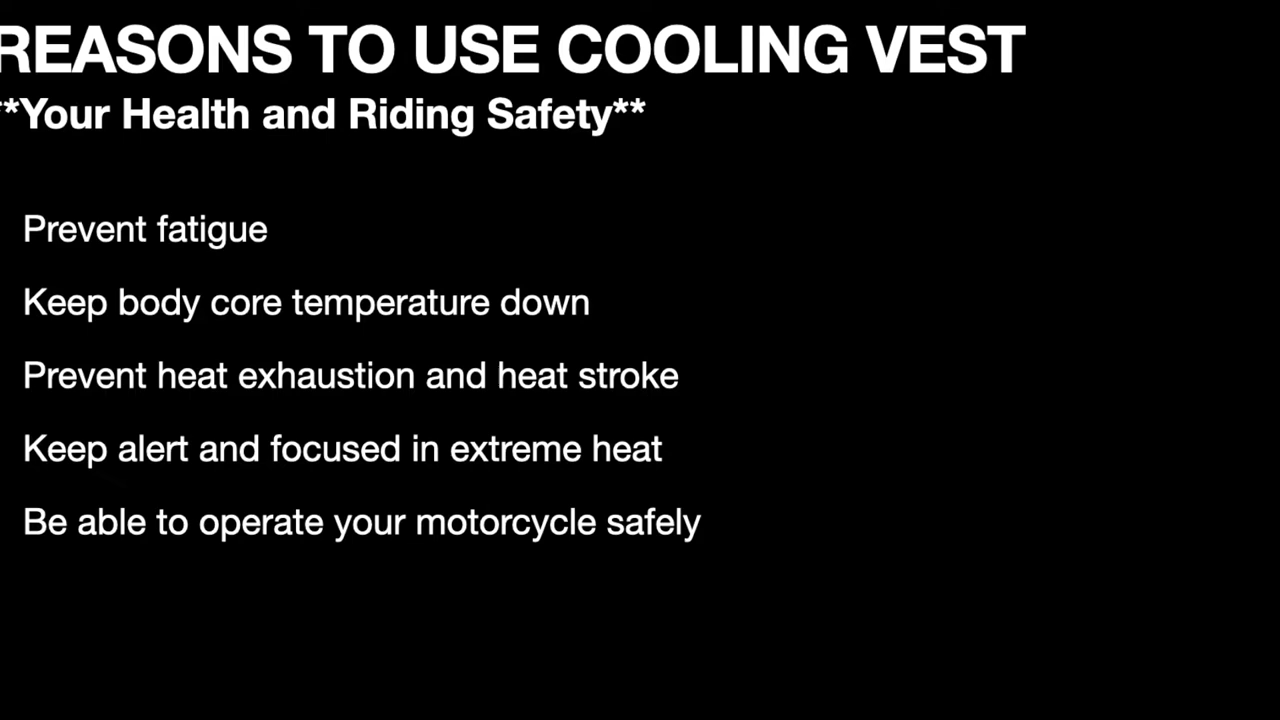 REASONS TO USE COOLING VEST
**Your Health and Riding Safety**
Prevent fatigue
Keep body core temperature down
Prevent heat exhaustion and heat stroke
Keep alert and focused in extreme heat
Be able to operate your motorcycle safely